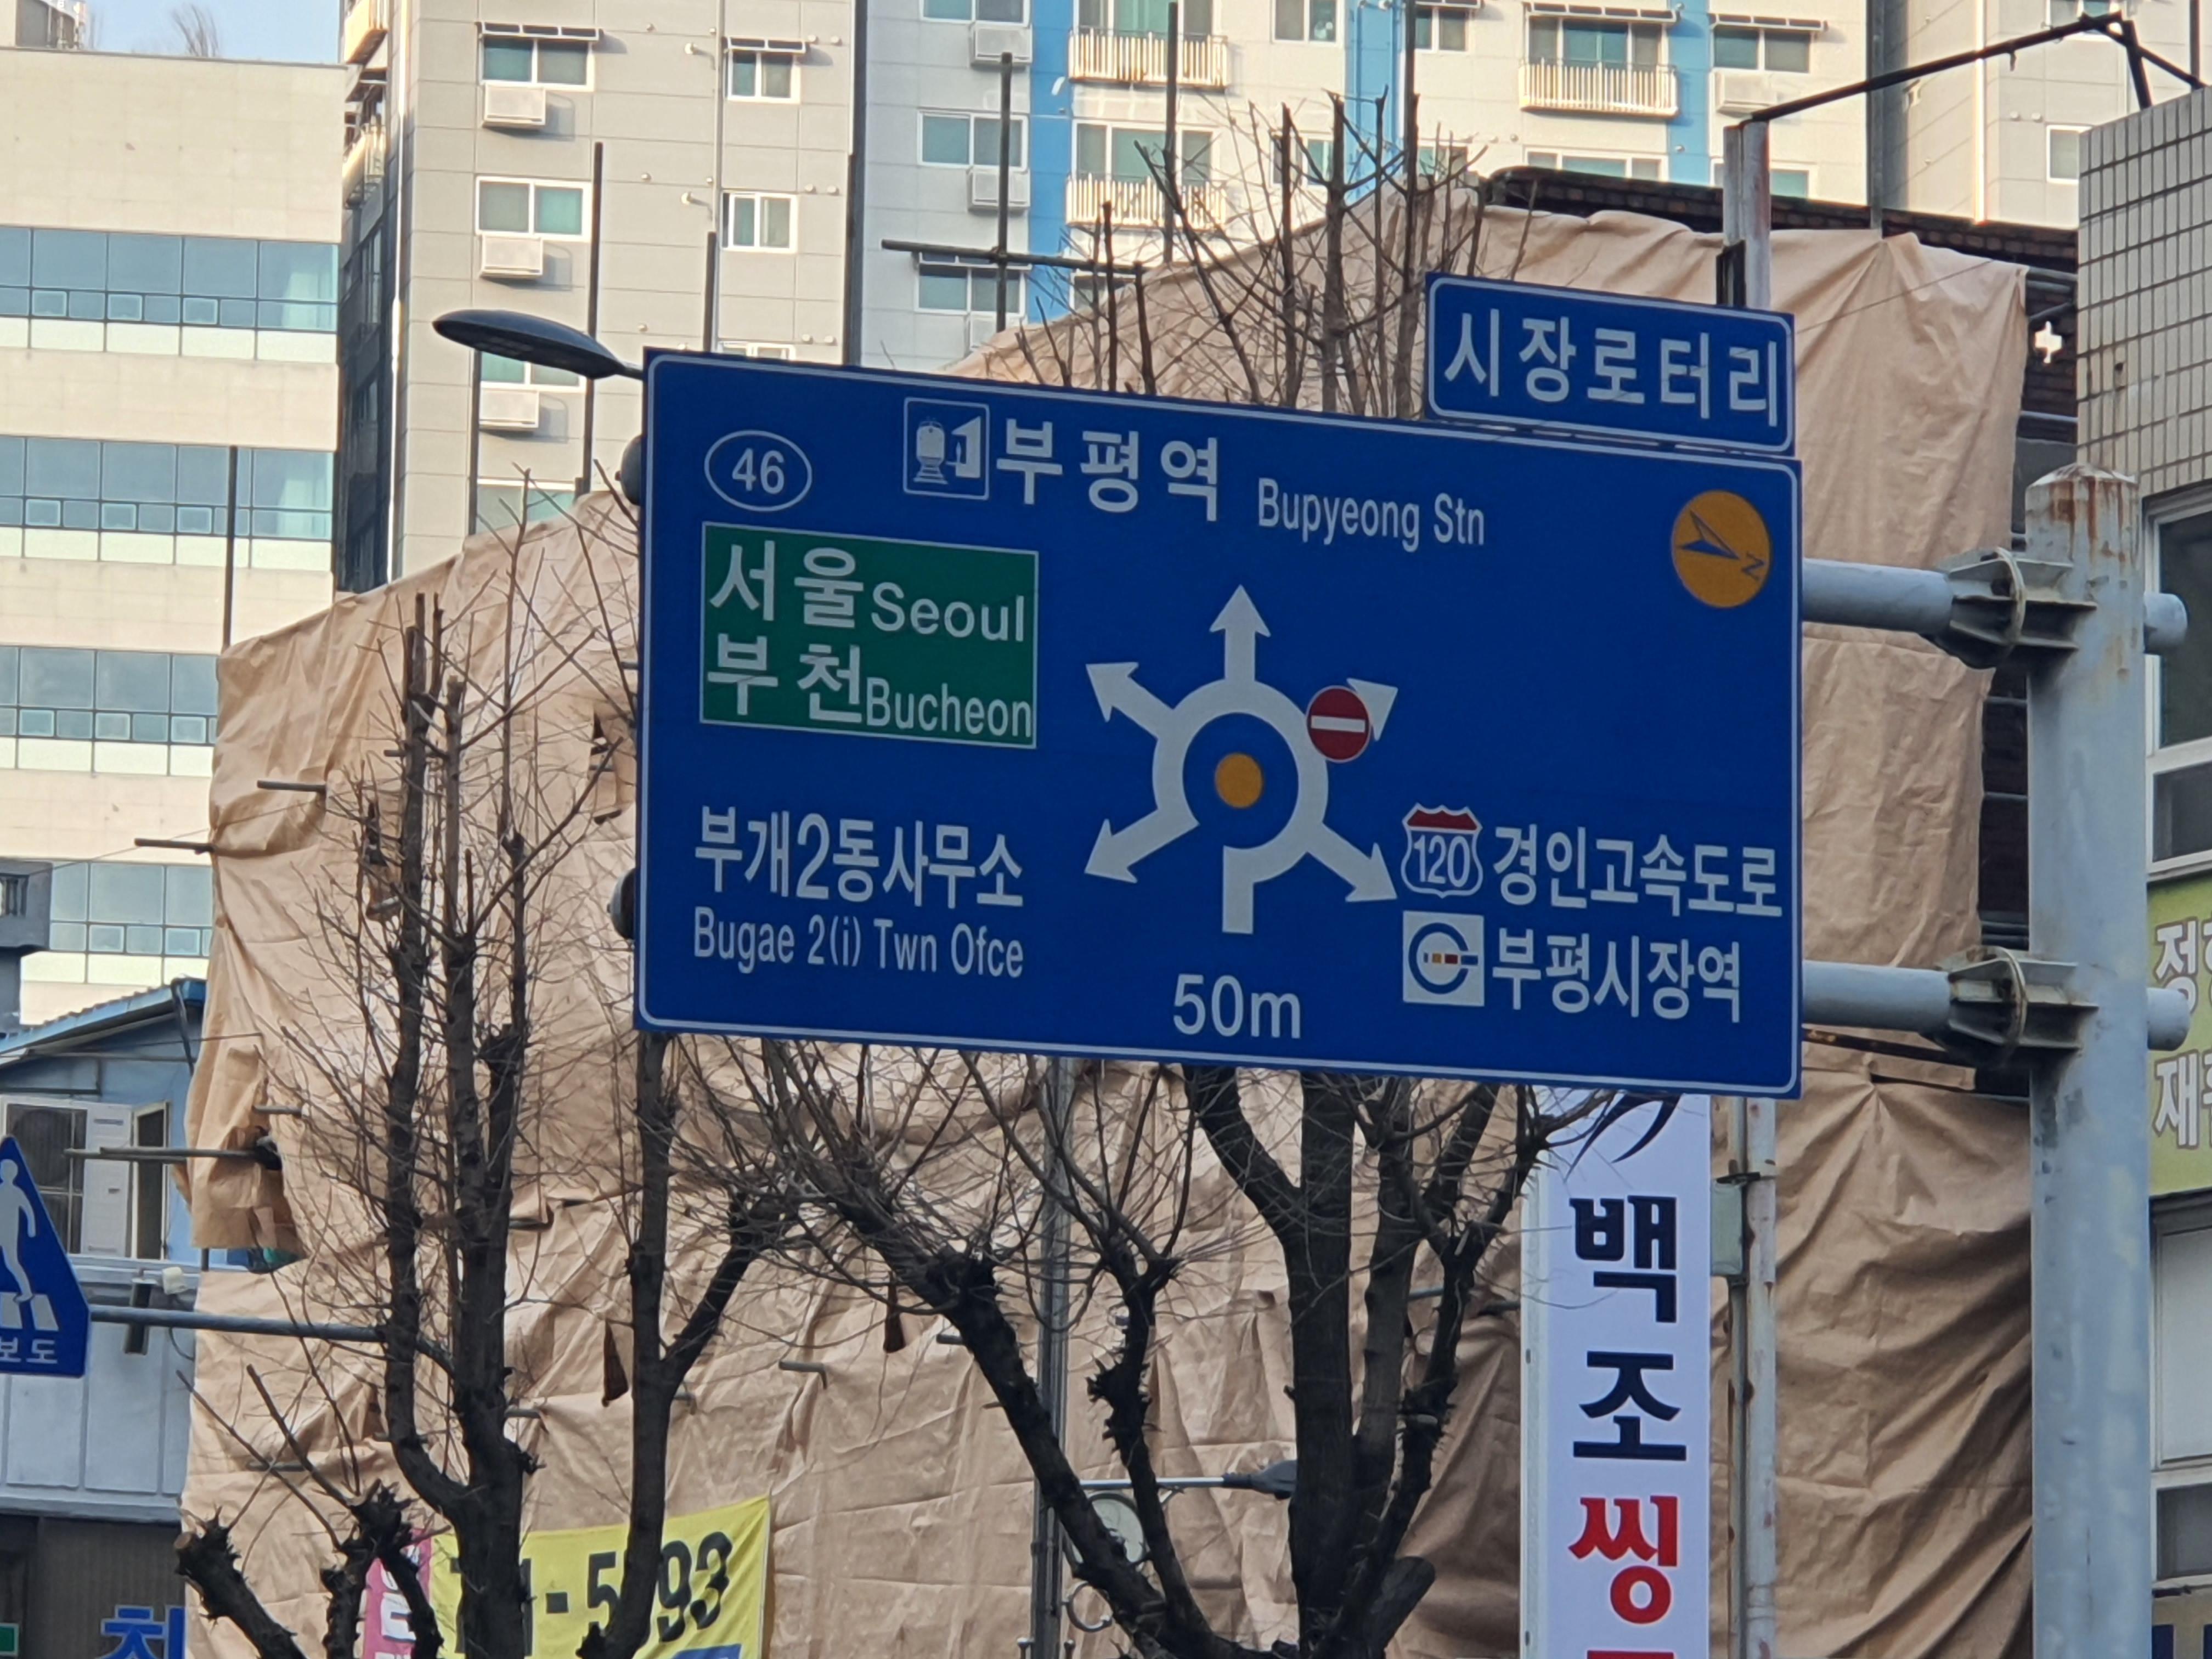 시장로터리
46
부평역 Bupyeong Stn
서울 Seoul
부천 Bucheon
N
부개2동사무소
Bugae 2(i) Twn Ofce
120 경인고속도로
부평시장역
50m
백
조
씽
보도